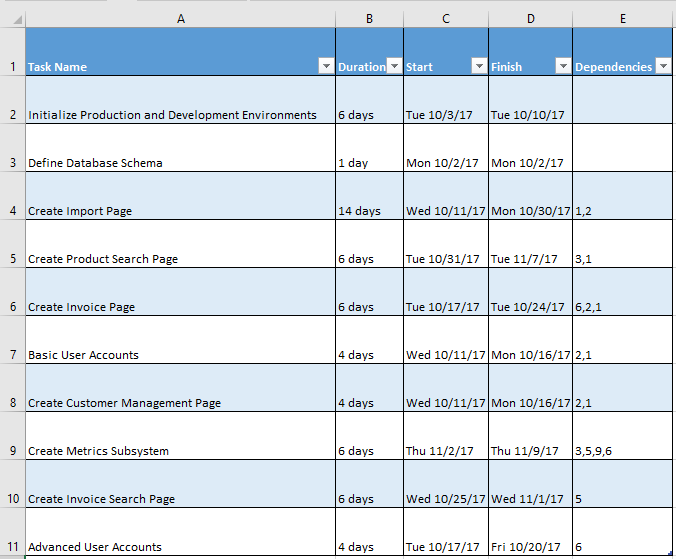 A B C D E
1 Task Name Duration Start Finish Dependencies
2 Initialize Production and Development Environments 6 days Tue 10/3/17 Tue 10/10/17
3 Define Database Schema 1 day Mon 10/2/17 Mon 10/2/17
4 Create Import Page 14 days Wed 10/11/17 Mon 10/30/17 1,2
5 Create Product Search Page 6 days Tue 10/31/17 Tue 11/7/17 3,1
6 Create Invoice Page 6 days Tue 10/17/17 Tue 10/24/17 6,2,1
7 Basic User Accounts 4 days Wed 10/11/17 Mon 10/16/17 2,1
8 Create Customer Management Page 4 days Wed 10/11/17 Mon 10/16/17 2,1
9 Create Metrics Subsystem 6 days Thu 11/2/17 Thu 11/9/17 3,5,9,6
10 Create Invoice Search Page 6 days Wed 10/25/17 Wed 11/1/17 5
11 Advanced User Accounts 4 days Tue 10/17/17 Fri 10/20/17 6